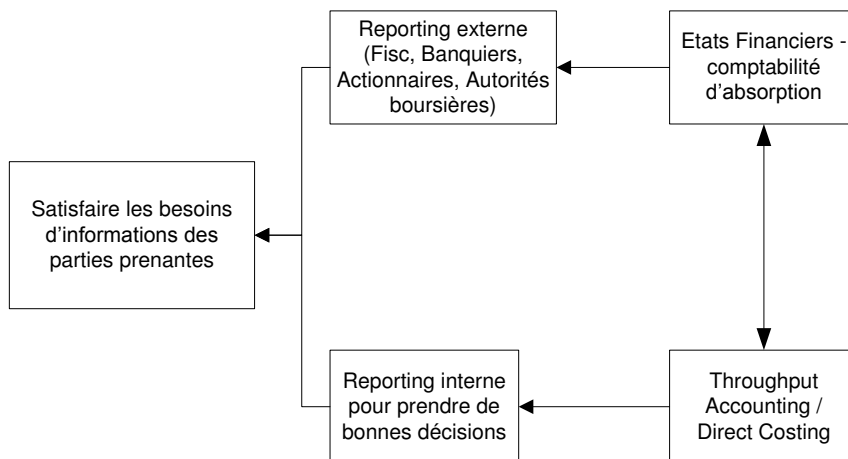 Reporting externe
(Fisc, Banquiers,
Actionnaires, Autorités
boursières)
Etats Financiers -
comptabilité
d'absorption
Satisfaire les besoins
d'informations des
parties prenantes
Reporting interne
pour prendre de
bonnes décisions
Throughput
Accounting /
Direct Costing